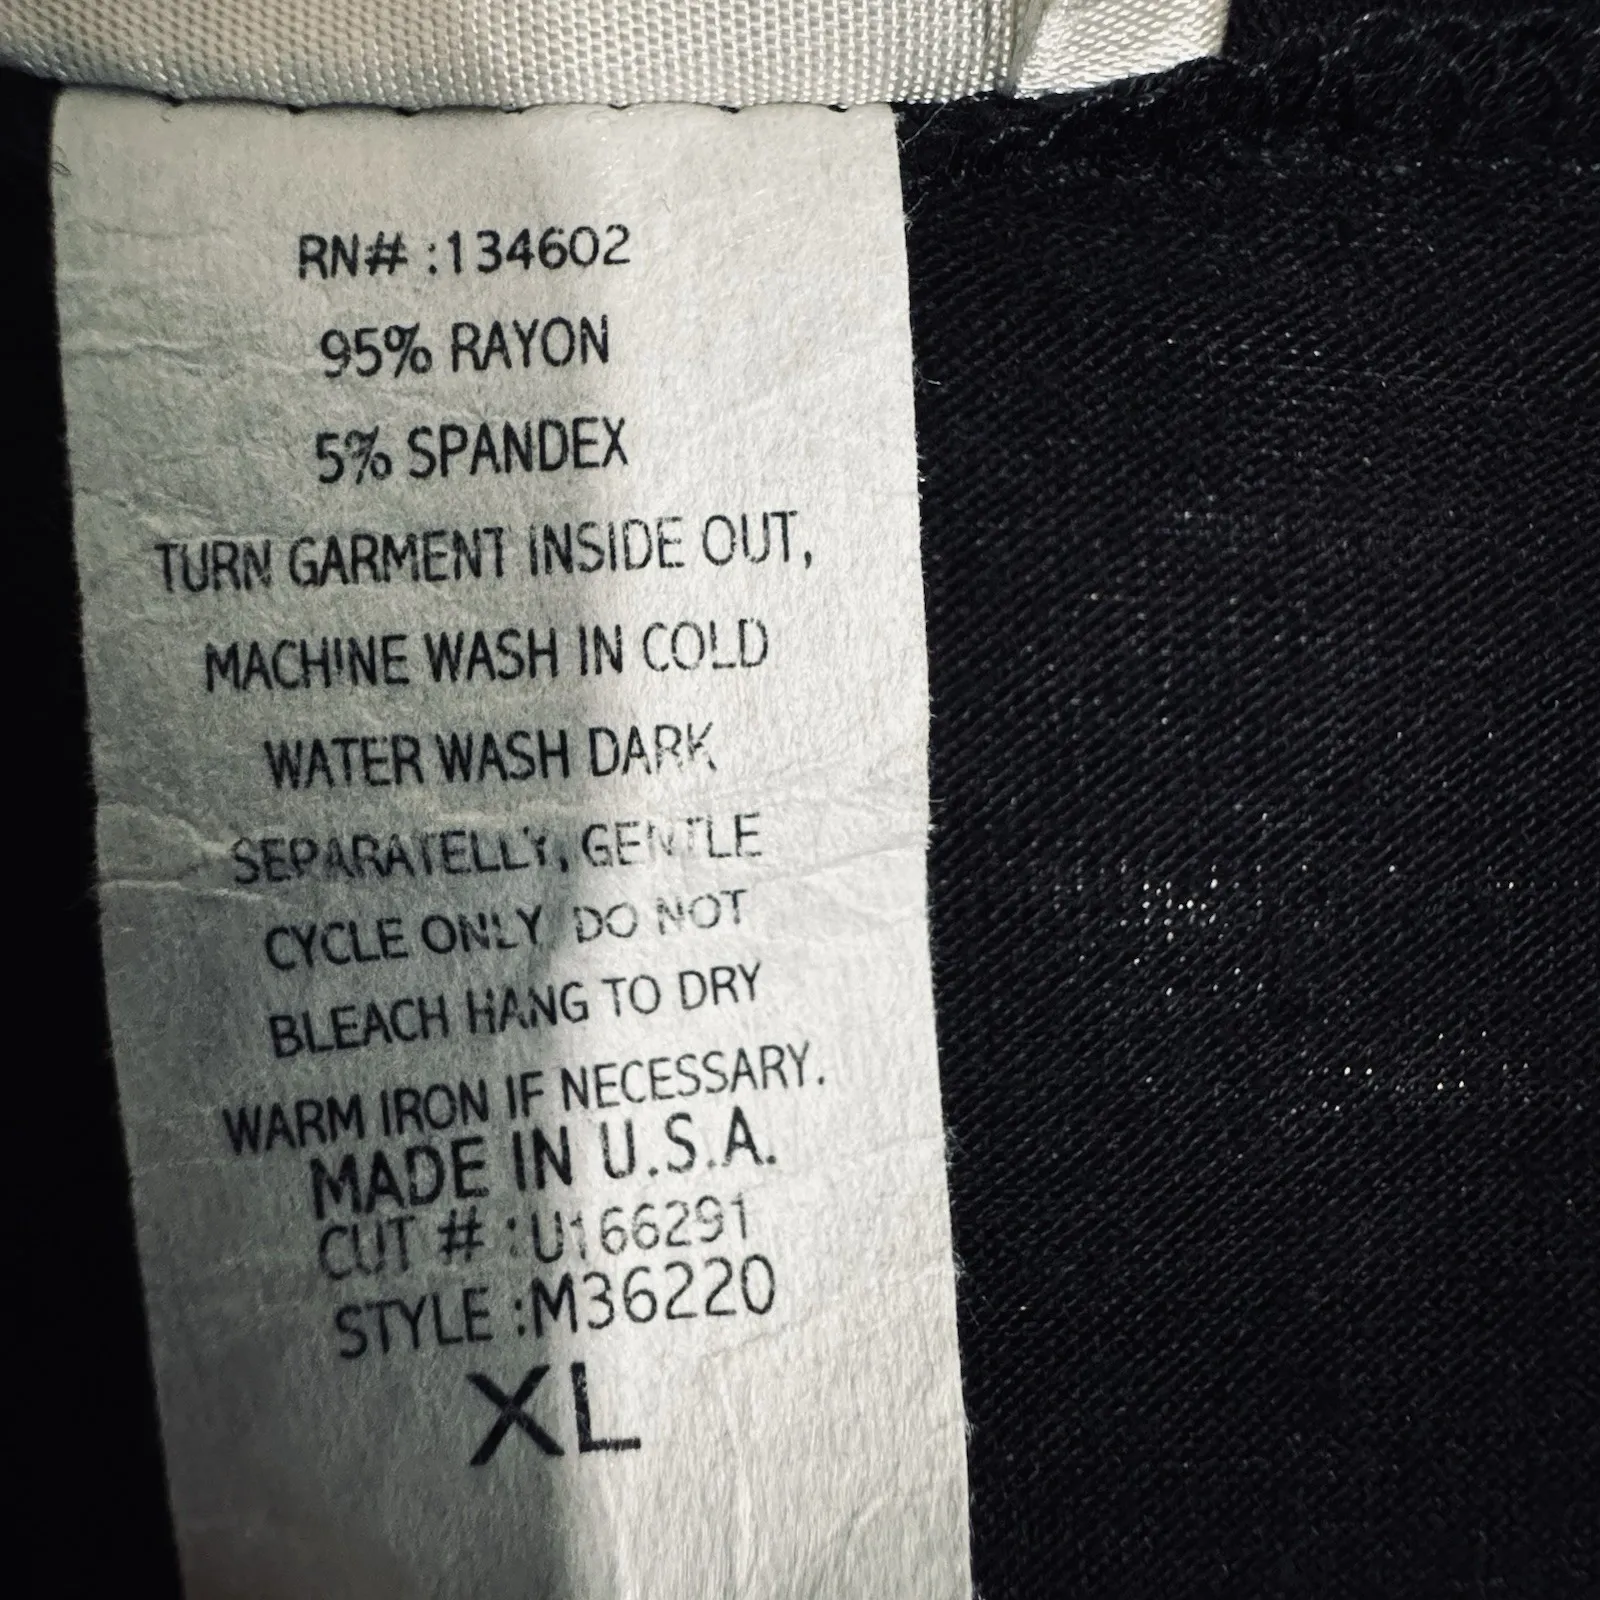 RN# :134602
95% RAYON
5% SPANDEX
TURN GARMENT INSIDE OUT,
MACHINE WASH IN COLD
WATER WASH DARK
SEPARATELLY, GENTLE
CYCLE ONLY DO NOT
BLEACH HANG TO DRY
WARM IRON IF NECESSARY.
MADE IN U.S.A.
CUT # :U166291
STYLE :M36220
XL